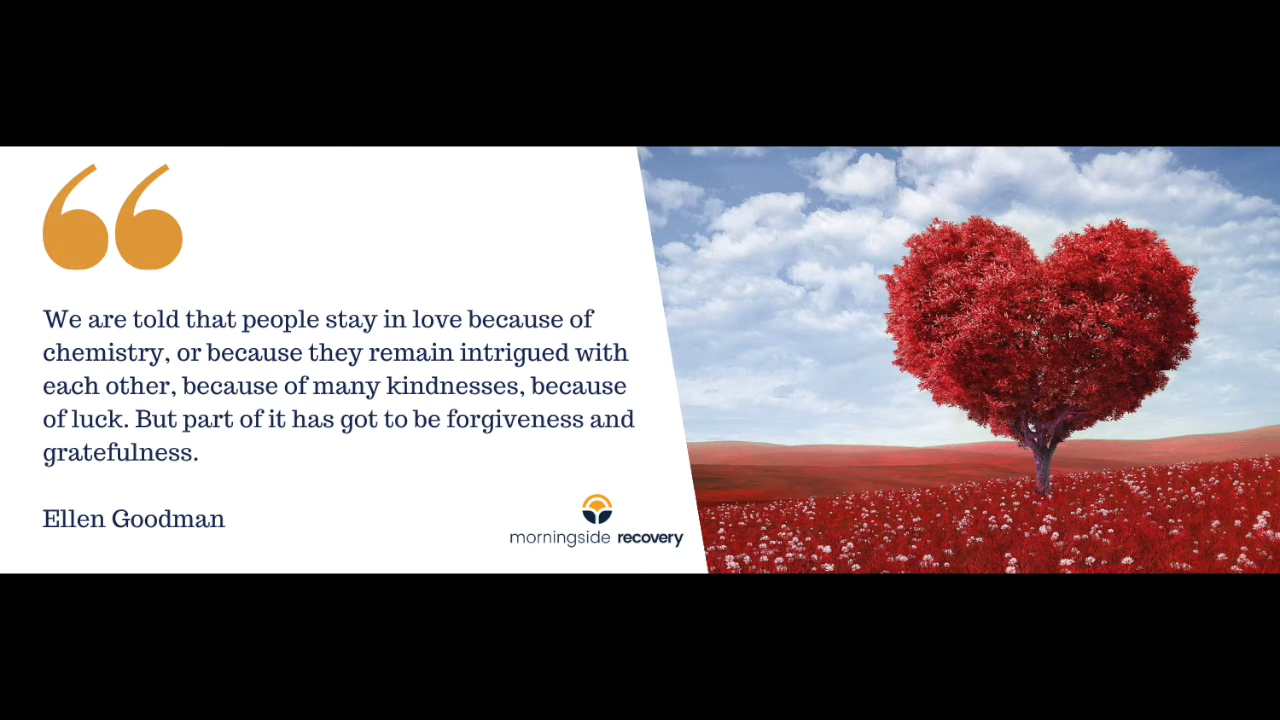 We are told that people stay in love because of
chemistry, or because they remain intrigued with
each other, because of many kindnesses, because
of luck. But part of it has got to be forgiveness and
gratefulness.
Ellen Goodman
morningside recovery